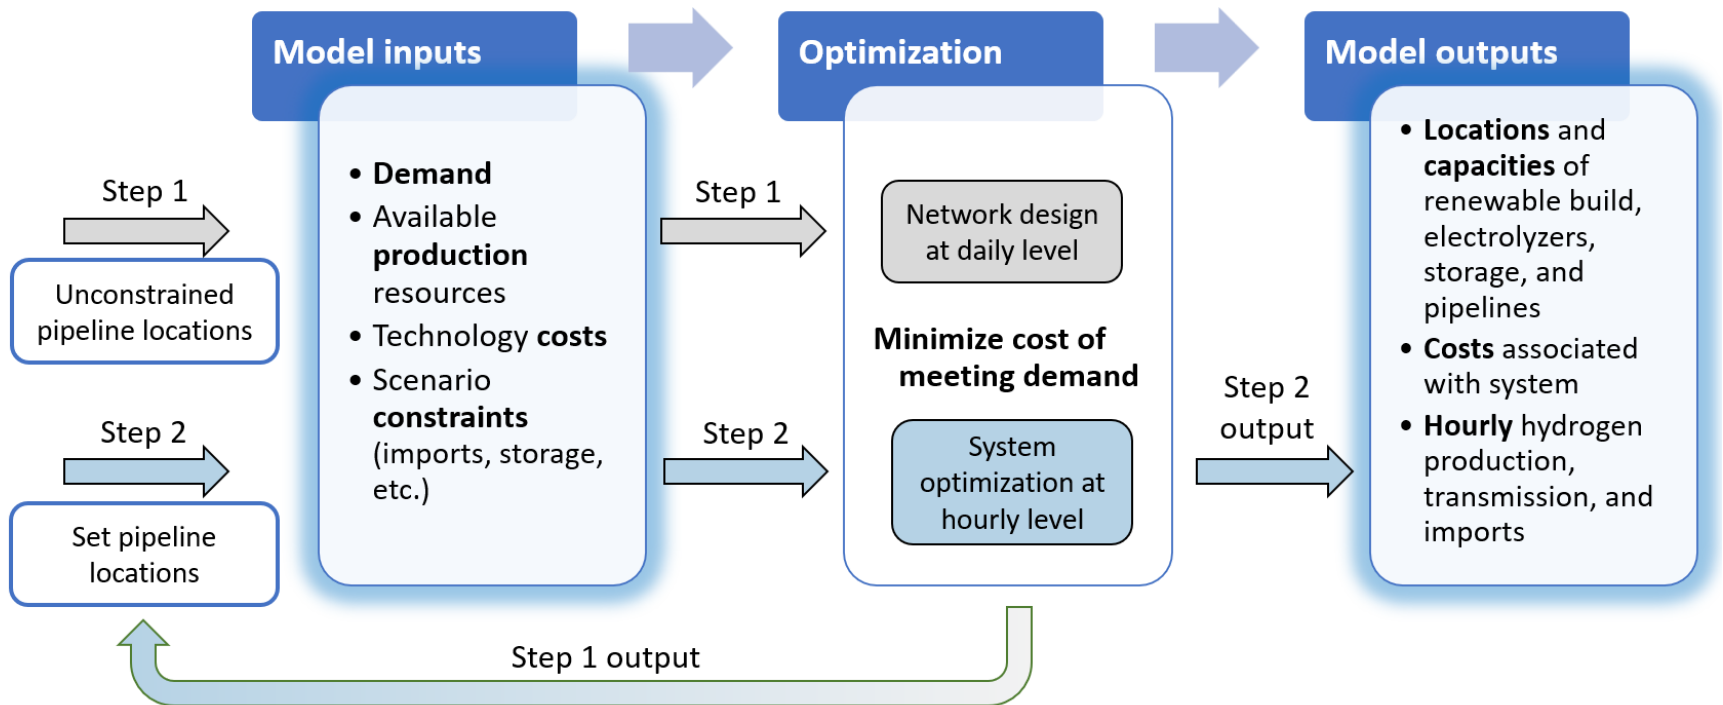 Model inputs
Optimization
Model outputs
Step 1
Unconstrained
pipeline locations
Step 2
Set pipeline
locations
• Demand
• Available
production
resources
• Technology costs
• Scenario
constraints
(imports, storage,
etc.)
Step 1
Step 2
Network design
at daily level
Minimize cost of
meeting demand
System
optimization at
hourly level
Step 2
output
• Locations and
capacities of
renewable build,
electrolyzers,
storage, and
pipelines
• Costs associated
with system
• Hourly hydrogen
production,
transmission, and
imports
Step 1 output